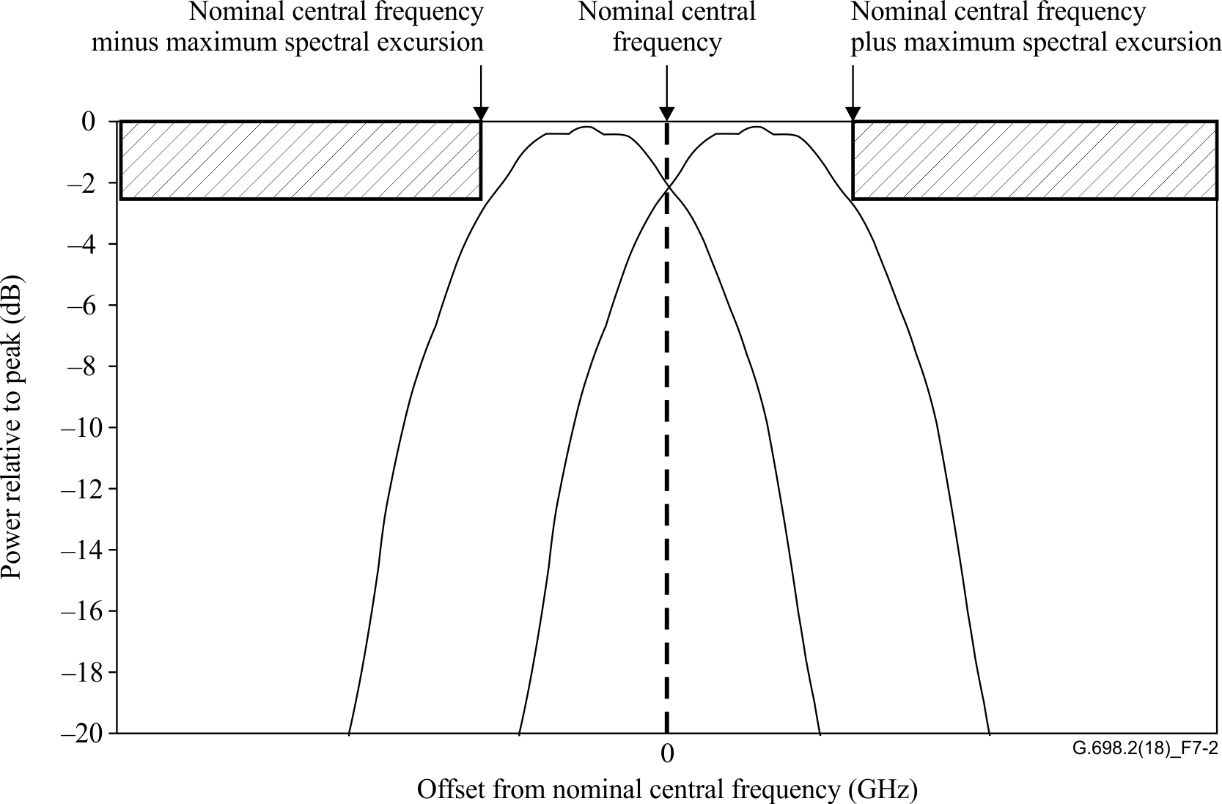 Nominal central frequency
minus maximum spectral excursion
Nominal central
frequency
Nominal central frequency
plus maximum spectral excursion
Power relative to peak (dB)
0
–2
–4
–6
–8
–10
–12
–14
–16
–18
–20
0
G.698.2(18)_F7-2
Offset from nominal central frequency (GHz)